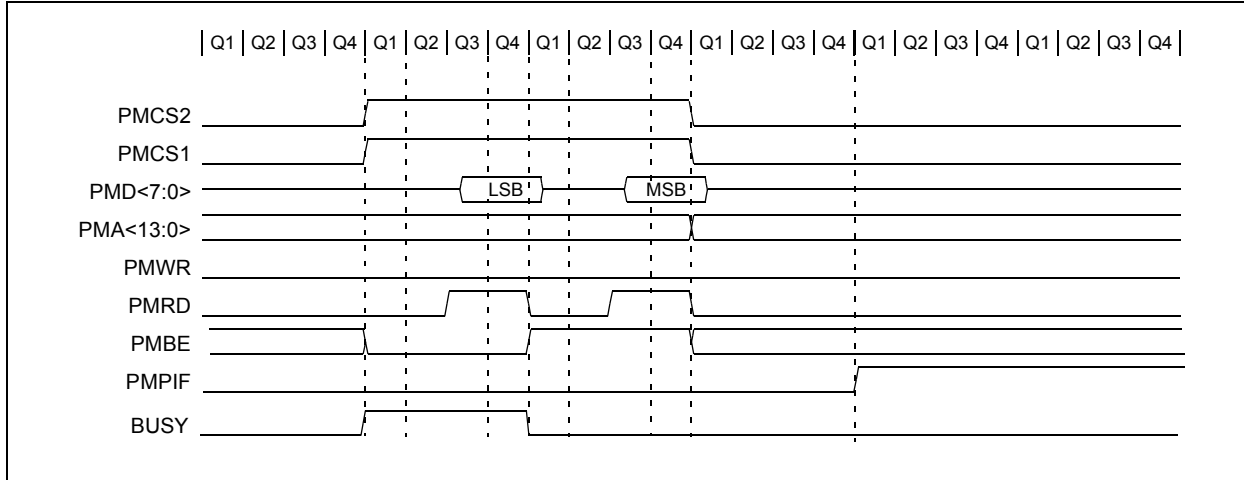 Q1 Q2 Q3 Q4 Q1 Q2 Q3 Q4 Q1 Q2 Q3 Q4 Q1 Q2 Q3 Q4 Q1 Q2 Q3 Q4 Q1 Q2 Q3 Q4
PMCS2
PMCS1
PMD<7:0> LSB MSB
PMA<13:0>
PMWR
PMRD
PMBE
PMPIF
BUSY